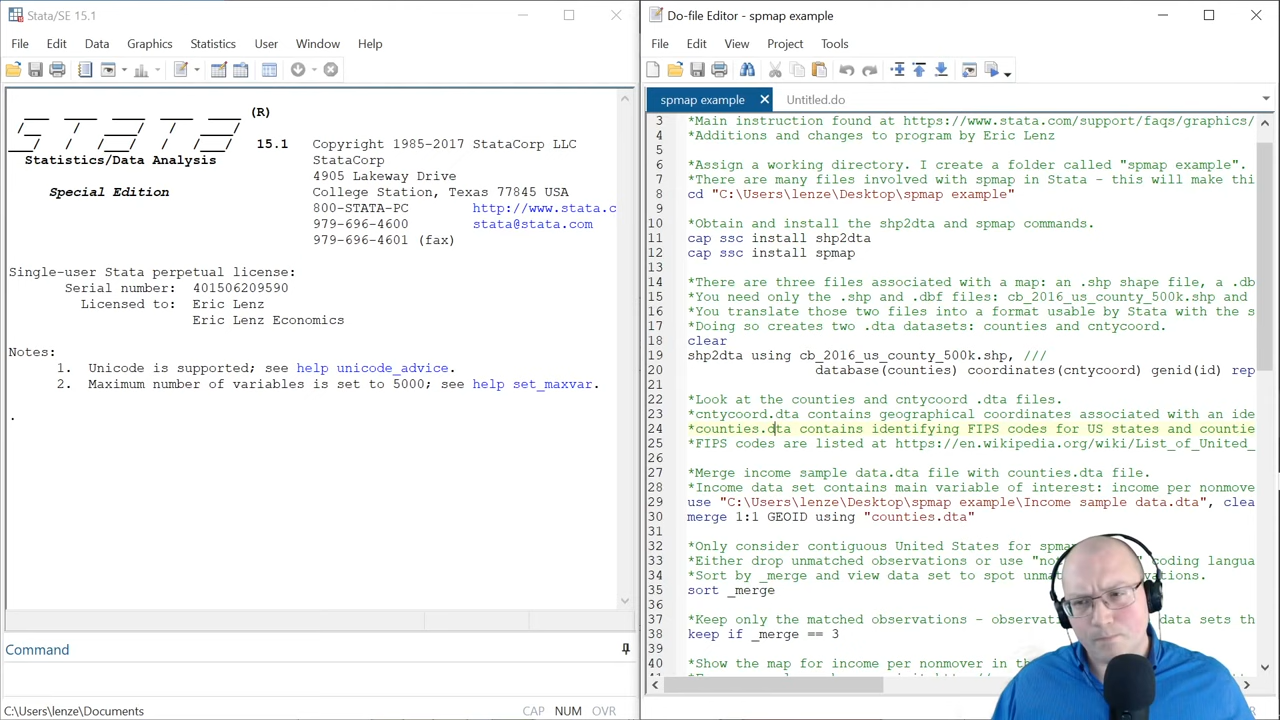 Stata/SE 15.1
File Edit Data Graphics Statistics User Window Help
(R)
15.1 Copyright 1985-2017 StataCorp LLC
Statistics/Data Analysis StataCorp
4905 Lakeway Drive
Special Edition College Station, Texas 77845 USA
800-STATA-PC http://www.stata.c
979-696-4600 stata@stata.com
979-696-4601 (fax)
Single-user Stata perpetual license:
Serial number: 401506209590
Licensed to: Eric Lenz
Eric Lenz Economics
Notes:
1. Unicode is supported; see help unicode_advice.
2. Maximum number of variables is set to 5000; see help set_maxvar.
.
Command
C:\Users\lenze\Documents
CAP NUM OVR
Do-file Editor - spmap example
File Edit View Project Tools
spmap example Untitled.do
3 *Main instruction found at https://www.stata.com/support/faqs/graphics/
4 *Additions and changes to program by Eric Lenz
5
6 *Assign a working directory. I create a folder called "spmap example".
7 *There are many files involved with spmap in Stata - this will make thi
8 cd "C:\Users\lenze\Desktop\spmap example"
9
10 *Obtain and install the shp2dta and spmap commands.
11 cap ssc install shp2dta
12 cap ssc install spmap
13
14 *There are three files associated with a map: an .shp shape file, a .db
15 *You need only the .shp and .dbf files: cb_2016_us_county_500k.shp and
16 *You translate those two files into a format usable by Stata with the s
17 *Doing so creates two .dta datasets: counties and cntycoord.
18 clear
19 shp2dta using cb_2016_us_county_500k.shp, ///
20 database(counties) coordinates(cntycoord) genid(id) rep
21
22 *Look at the counties and cntycoord .dta files.
23 *cntycoord.dta contains geographical coordinates associated with an ide
24 *counties.dta contains identifying FIPS codes for US states and countie
25 *FIPS codes are listed at https://en.wikipedia.org/wiki/List_of_United_
26
27 *Merge income sample data.dta file with counties.dta file.
28 *Income data set contains main variable of interest: income per nonmove
29 use "C:\Users\lenze\Desktop\spmap example\Income sample data.dta", clea
30 merge 1:1 GEOID using "counties.dta"
31
32 *Only consider contiguous United States for spma
33 *Either drop unmatched observations or use "no coding langua
34 *Sort by _merge and view data set to spot unma vations.
35 sort _merge
36
37 *Keep only the matched observations - observatio data sets th
38 keep if _merge == 3
39
40 *Show the map for income per nonmover in th